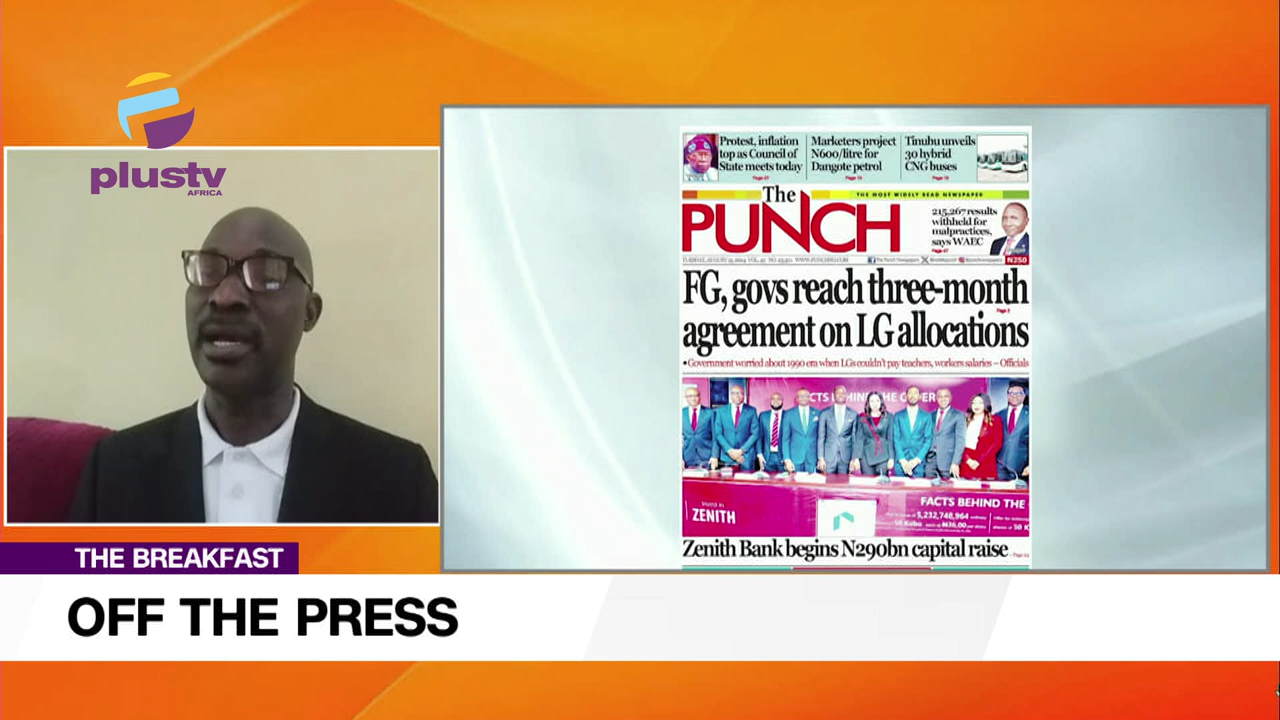 plustv
AFRICA
Protest, inflation
top as Council of
State meets today
Marketers project
N600/litre for
Dangote petrol
Tinubu unveils
30 hybrid
CNG buses
The
PUNCH
THE MOST WIDELY READ NEWSPAPER
215,267 results
withheld for
malpractices,
says WAEC
N250
FG, govs reach three-month
agreement on LG allocations
•Government worried about 1990 era when LGs couldn't pay teachers, workers salaries – Officials
FACTS BEHIND THE
ZENITH
5,232,748,964
Zenith Bank begins N290bn capital raise
THE BREAKFAST
OFF THE PRESS